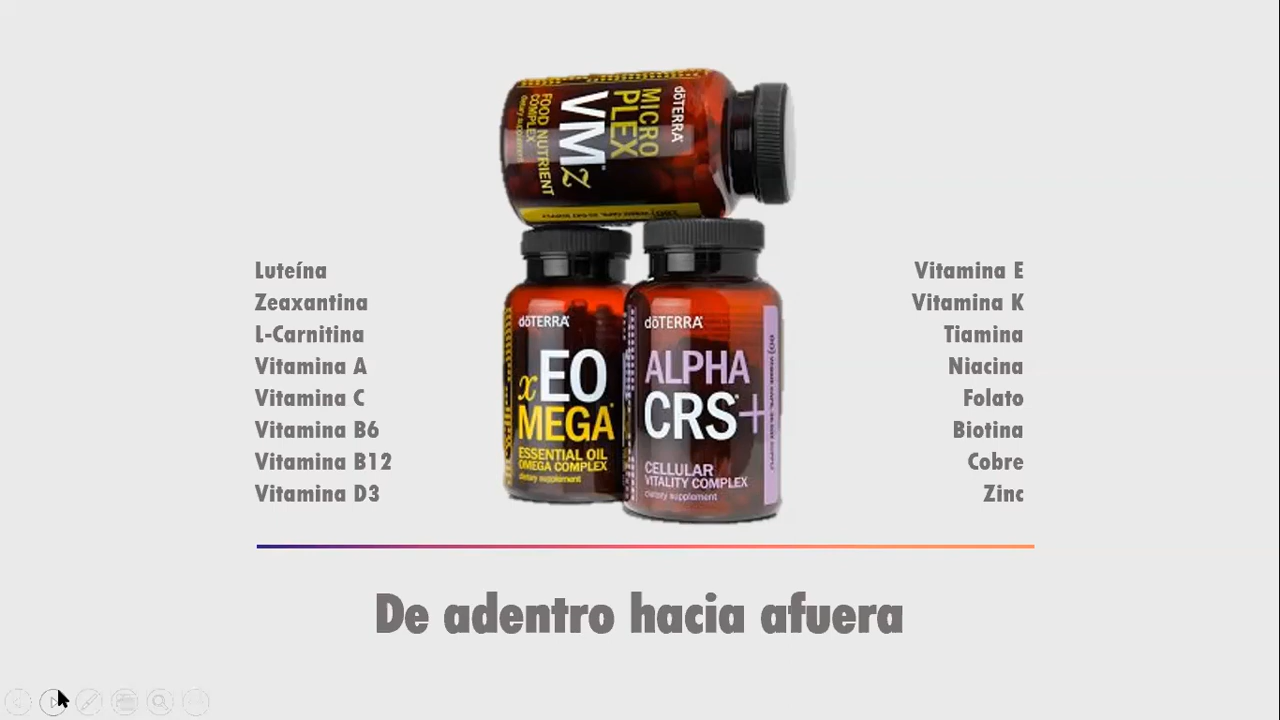 dōTERRA
MICRO
PLEX
VMz
FOOD NUTRIENT
COMPLEX
dietary supplement
Luteína
Zeaxantina
L-Carnitina
Vitamina A
Vitamina C
Vitamina B6
Vitamina B12
Vitamina D3
dōTERRA
xEO
MEGA
ESSENTIAL OIL
OMEGA COMPLEX
dietary supplement
dōTERRA
ALPHA
CRS+
CELLULAR
VITALITY COMPLEX
dietary supplement
Vitamina E
Vitamina K
Tiamina
Niacina
Folato
Biotina
Cobre
Zinc
De adentro hacia afuera